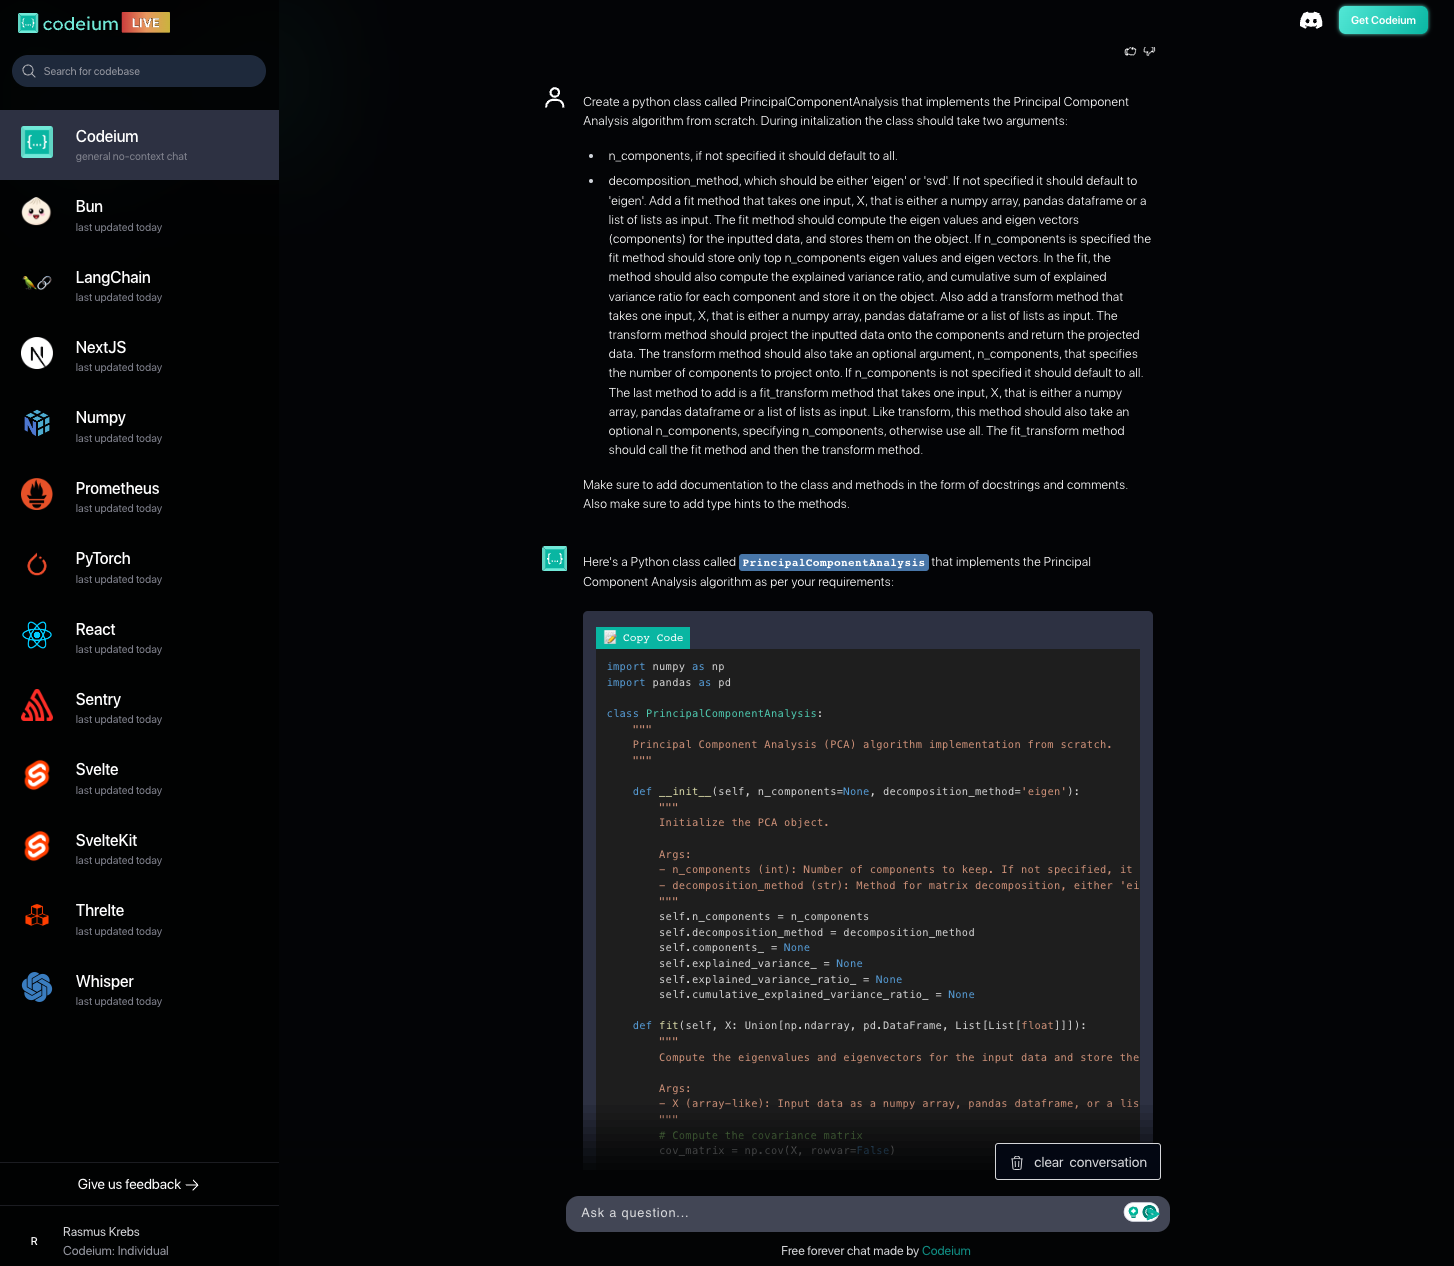 codeium LIVE
Get Codeium
Search for codebase
Codeium
general no-context chat
Bun
last updated today
LangChain
last updated today
NextJS
last updated today
Numpy
last updated today
Prometheus
last updated today
PyTorch
last updated today
React
last updated today
Sentry
last updated today
Svelte
last updated today
SvelteKit
last updated today
Threlte
last updated today
Whisper
last updated today
Give us feedback →
R
Rasmus Krebs
Codeium: Individual
Create a python class called PrincipalComponentAnalysis that implements the Principal Component
Analysis algorithm from scratch. During initalization the class should take two arguments:
• n_components, if not specified it should default to all.
• decomposition_method, which should be either 'eigen' or 'svd'. If not specified it should default to
'eigen'. Add a fit method that takes one input, X, that is either a numpy array, pandas dataframe or a
list of lists as input. The fit method should compute the eigen values and eigen vectors
(components) for the inputted data, and stores them on the object. If n_components is specified the
fit method should store only top n_components eigen values and eigen vectors. In the fit, the
method should also compute the explained variance ratio, and cumulative sum of explained
variance ratio for each component and store it on the object. Also add a transform method that
takes one input, X, that is either a numpy array, pandas dataframe or a list of lists as input. The
transform method should project the inputted data onto the components and return the projected
data. The transform method should also take an optional argument, n_components, that specifies
the number of components to project onto. If n_components is not specified it should default to all.
The last method to add is a fit_transform method that takes one input, X, that is either a numpy
array, pandas dataframe or a list of lists as input. Like transform, this method should also take an
optional n_components, specifying n_components, otherwise use all. The fit_transform method
should call the fit method and then the transform method.
Make sure to add documentation to the class and methods in the form of docstrings and comments.
Also make sure to add type hints to the methods.
Here's a Python class called PrincipalComponentAnalysis that implements the Principal
Component Analysis algorithm as per your requirements:
Copy Code
import numpy as np
import pandas as pd
class PrincipalComponentAnalysis:
"""
Principal Component Analysis (PCA) algorithm implementation from scratch.
"""
def __init__(self, n_components=None, decomposition_method='eigen'):
"""
Initialize the PCA object.
Args:
- n_components (int): Number of components to keep. If not specified, it
- decomposition_method (str): Method for matrix decomposition, either 'ei
"""
self.n_components = n_components
self.decomposition_method = decomposition_method
self.components_ = None
self.explained_variance_ = None
self.explained_variance_ratio_ = None
self.cumulative_explained_variance_ratio_ = None
def fit(self, X: Union[np.ndarray, pd.DataFrame, List[List[float]]]):
"""
Compute the eigenvalues and eigenvectors for the input data and store the
Args:
- X (array-like): Input data as a numpy array, pandas dataframe, or a lis
"""
# Compute the covariance matrix
cov_matrix = np.cov(X, rowvar=False)
clear conversation
Ask a question...
Free forever chat made by Codeium